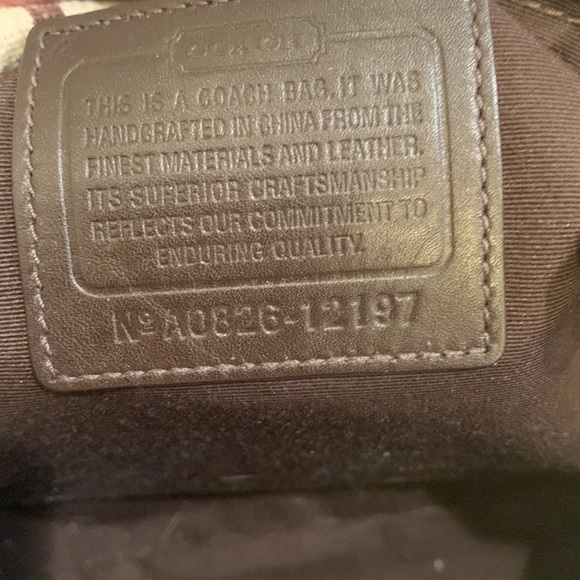 COACH
THIS IS A COACH BAG. IT WAS
HANDCRAFTED IN CHINA FROM THE
FINEST MATERIALS AND LEATHER.
ITS SUPERIOR CRAFTSMANSHIP
REFLECTS OUR COMMITMENT TO
ENDURING QUALITY.
Nº A0826-12197